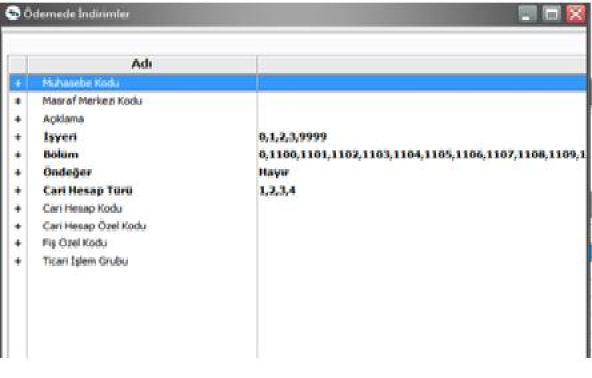 Ödemede İndirimler
Adı
+ Muhasebe Kodu
+ Masraf Merkezi Kodu
+ Açıklama
+ İşyeri 0,1,2,3,9999
+ Bölüm 0,1100,1101,1102,1103,1104,1105,1106,1107,1108,1109,1
+ Öndeğer Hayır
+ Cari Hesap Türü 1,2,3,4
+ Cari Hesap Kodu
+ Cari Hesap Özel Kodu
+ Fiş Özel Kodu
+ Ticari İşlem Grubu